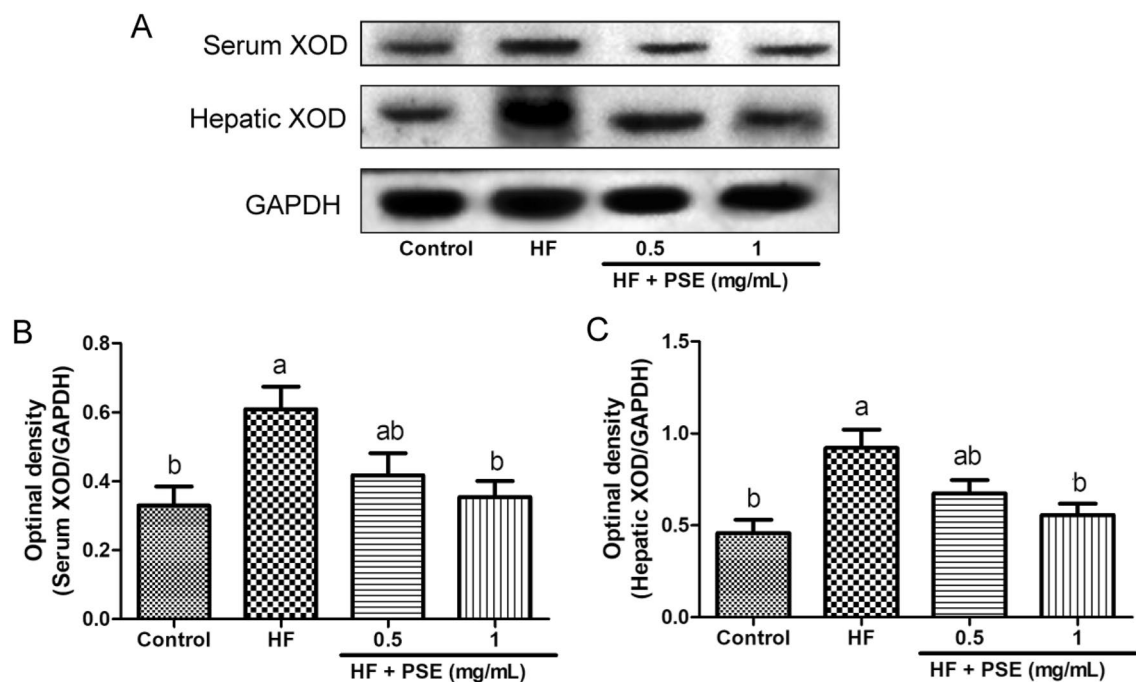 A
Serum XOD
Hepatic XOD
GAPDH
Control HF 0.5 1
HF + PSE (mg/mL)
B
Optinal density
(Serum XOD/GAPDH)
0.8
0.6
0.4
0.2
0.0
b a ab b
Control HF 0.5 1
HF + PSE (mg/mL)
C
Optinal density
(Hepatic XOD/GAPDH)
1.5
1.0
0.5
0.0
b a ab b
Control HF 0.5 1
HF + PSE (mg/mL)